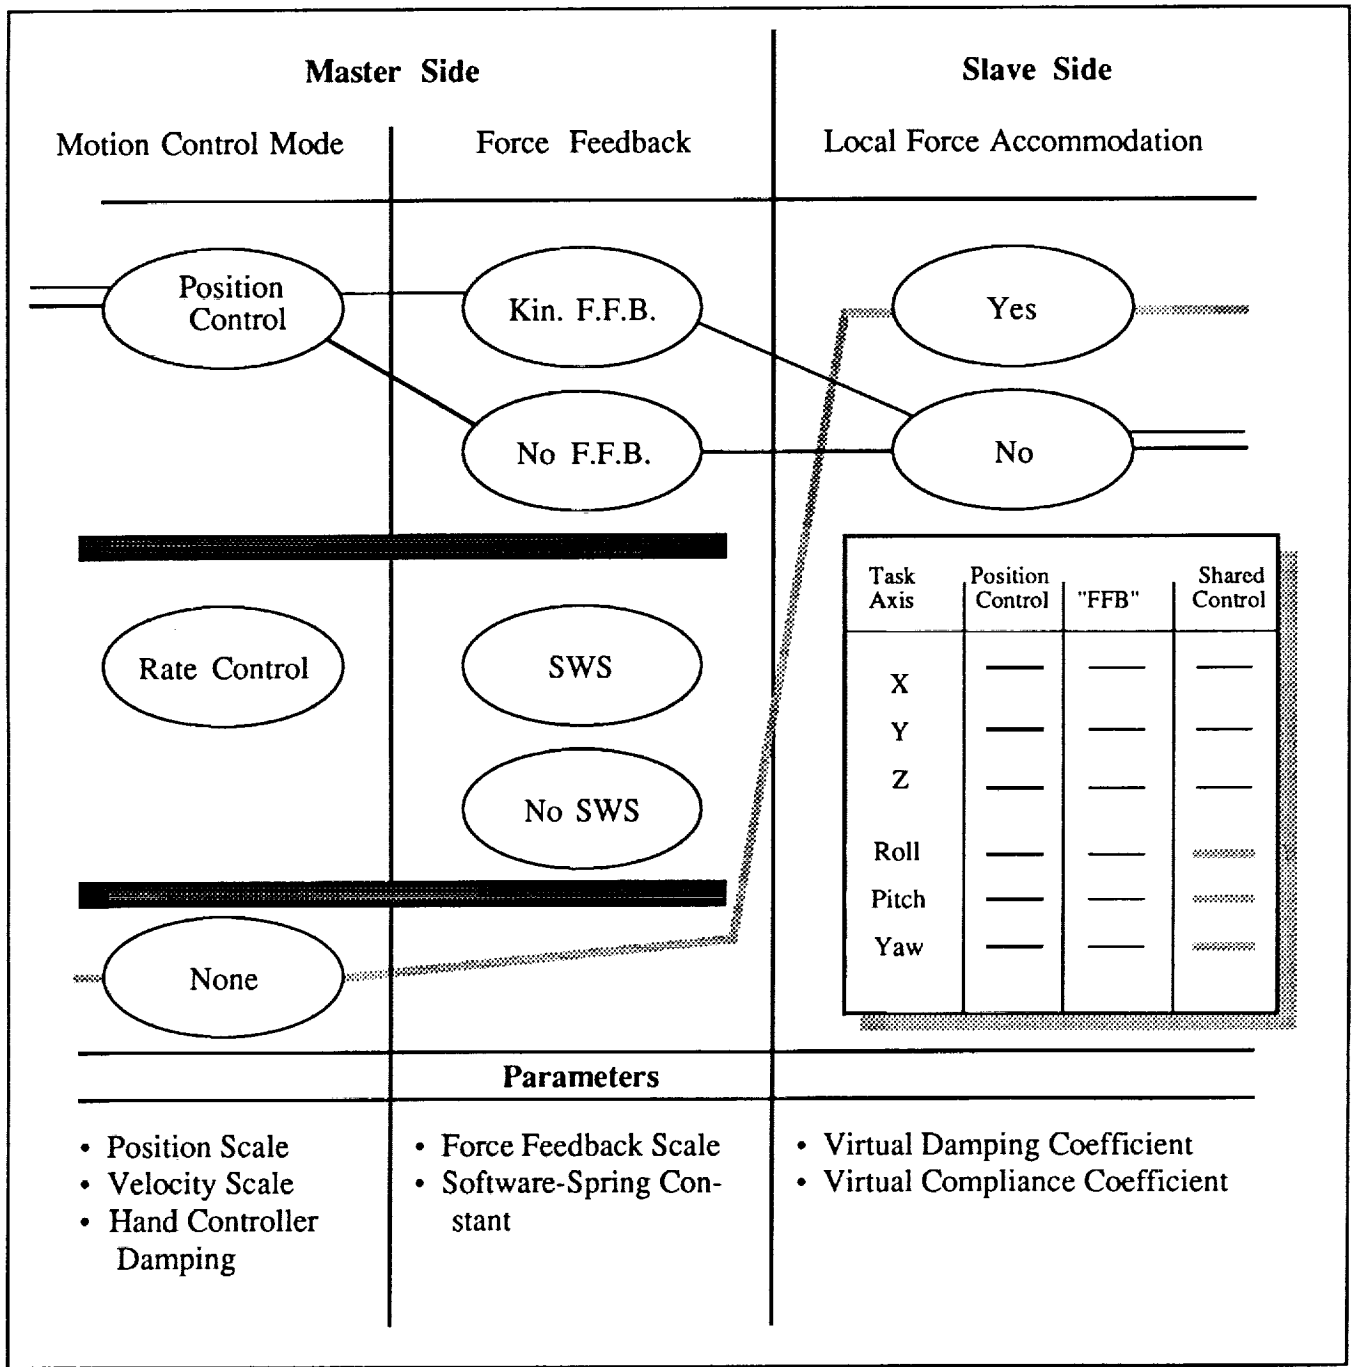 Master Side
Slave Side
Motion Control Mode
Force Feedback
Local Force Accommodation
Position
Control
Kin. F.F.B.
Yes
No F.F.B.
No
Rate Control
SWS
No SWS
None
Task
Axis
Position
Control
"FFB"
Shared
Control
X
Y
Z
Roll
Pitch
Yaw
Parameters
• Position Scale
• Velocity Scale
• Hand Controller
Damping
• Force Feedback Scale
• Software-Spring Con-
stant
• Virtual Damping Coefficient
• Virtual Compliance Coefficient